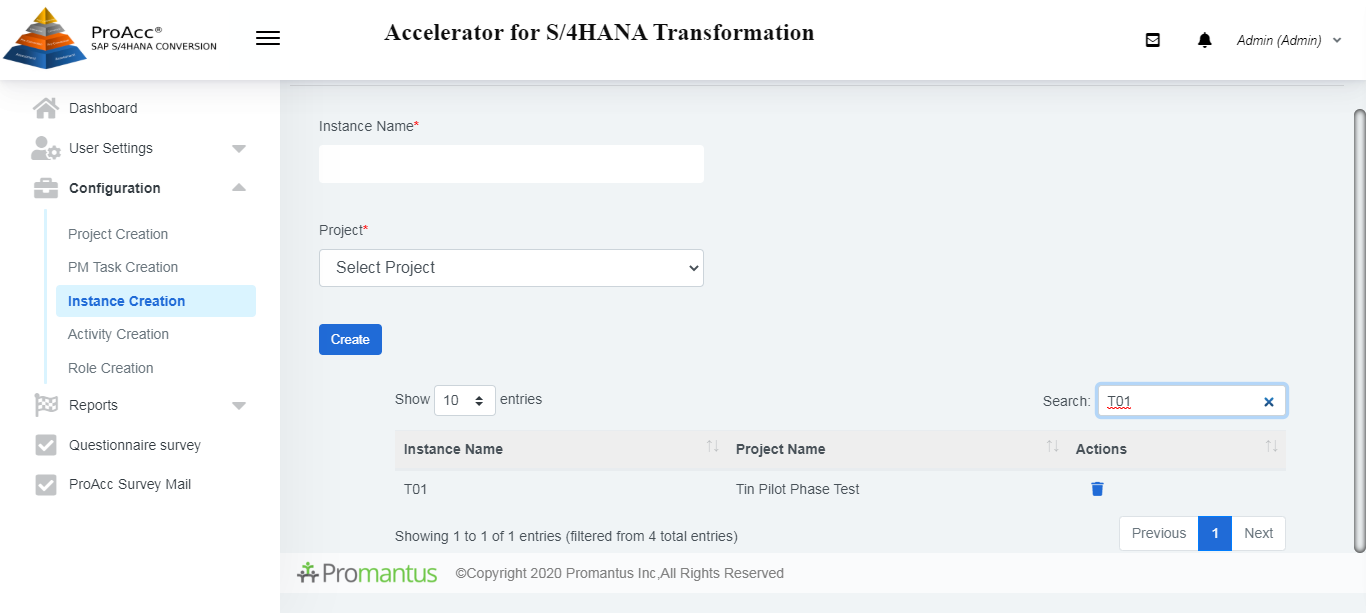 ProAcc®
SAP S/4HANA CONVERSION
Accelerator for S/4HANA Transformation
Admin (Admin)
Dashboard
User Settings
Configuration
Project Creation
PM Task Creation
Instance Creation
Activity Creation
Role Creation
Reports
Questionnaire survey
ProAcc Survey Mail
Instance Name*
Project*
Select Project
Create
Show 10 entries
Search: T01
Instance Name Project Name Actions
T01 Tin Pilot Phase Test
Showing 1 to 1 of 1 entries (filtered from 4 total entries)
Previous 1 Next
Promantus ©Copyright 2020 Promantus Inc,All Rights Reserved